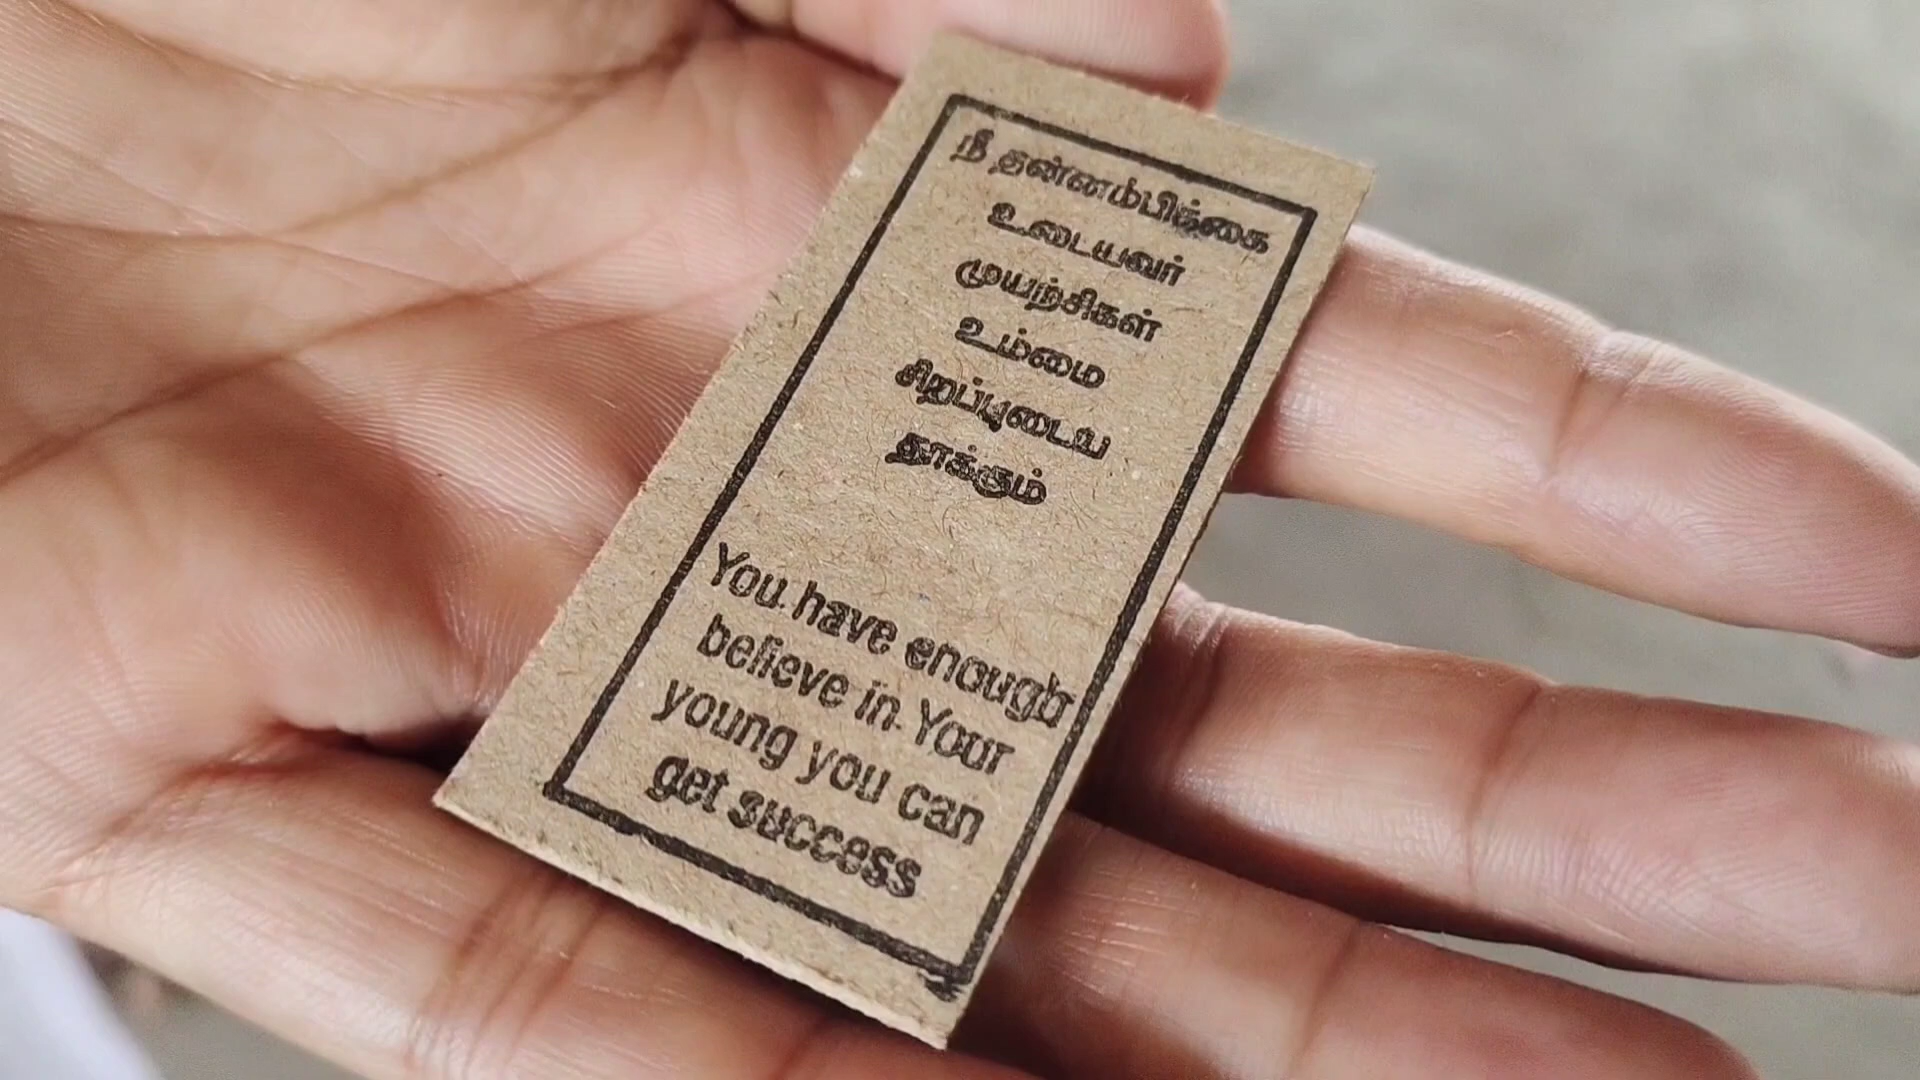 நீ தன்னம்பிக்கை
உடையவர்
முயற்சிகள்
உம்மை
சிறப்புடைய
தாக்கும்
You have enough
believe in Your
young you can
get success